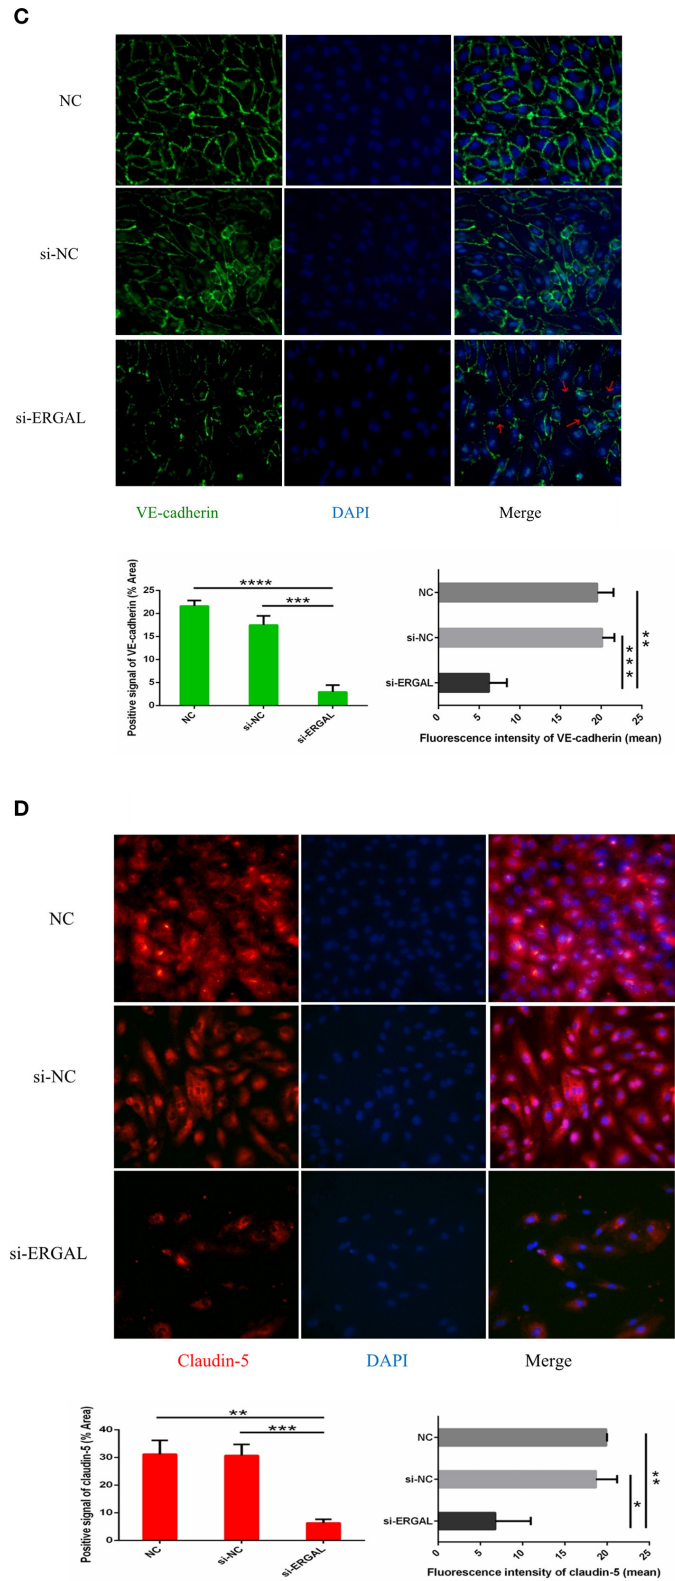 C
NC
si-NC
si-ERGAL
VE-cadherin DAPI Merge
Positive signal of VE-cadherin (% Area)
25
20
15
10
5
0
****
***
NC si-NC si-ERGAL
NC
si-NC
si-ERGAL
**
***
0 5 10 15 20 25
Fluorescence intensity of VE-cadherin (mean)
D
NC
si-NC
si-ERGAL
Claudin-5 DAPI Merge
Positive signal of claudin-5 (% Area)
40
30
20
10
0
**
***
NC si-NC si-ERGAL
NC
si-NC
si-ERGAL
**
*
0 5 10 15 20 25
Fluorescence intensity of claudin-5 (mean)